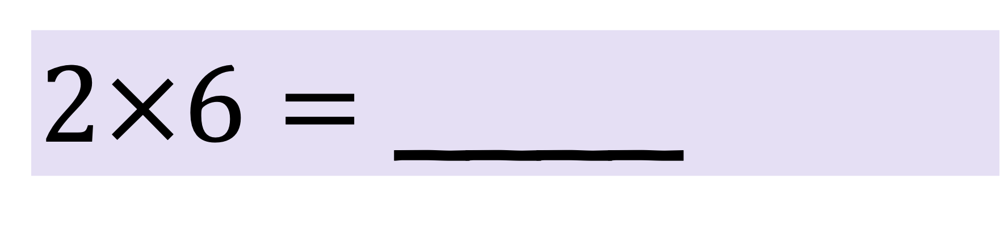 2×6 = ____